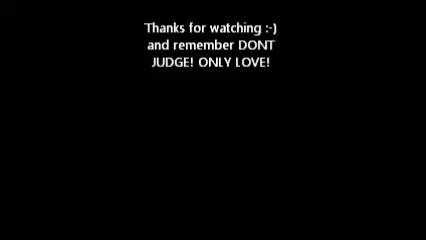 Thanks for watching :-)
and remember DONT
JUDGE! ONLY LOVE!